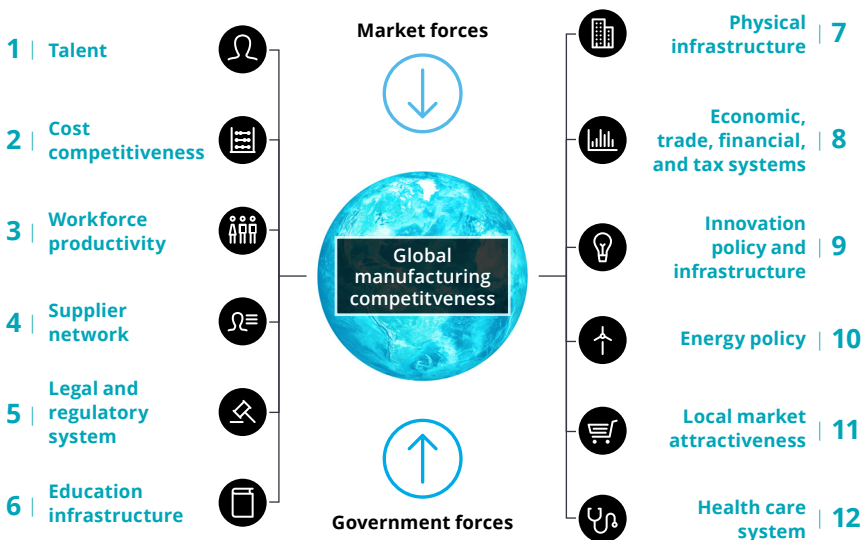 1 | Talent
2 | Cost
competitiveness
3 | Workforce
productivity
4 | Supplier
network
5 | Legal and
regulatory
system
6 | Education
infrastructure
Market forces
Global
manufacturing
competitveness
Government forces
Physical
infrastructure | 7
Economic,
trade, financial,
and tax systems | 8
Innovation
policy and
infrastructure | 9
Energy policy | 10
Local market
attractiveness | 11
Health care
system | 12